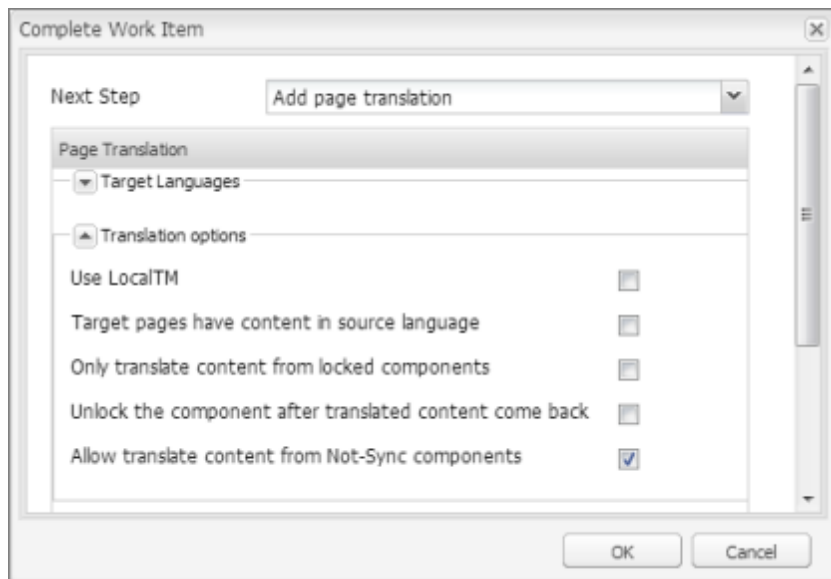 Complete Work Item
Next Step Add page translation
Page Translation
Target Languages
Translation options
Use LocalTM
Target pages have content in source language
Only translate content from locked components
Unlock the component after translated content come back
Allow translate content from Not-Sync components
OK Cancel